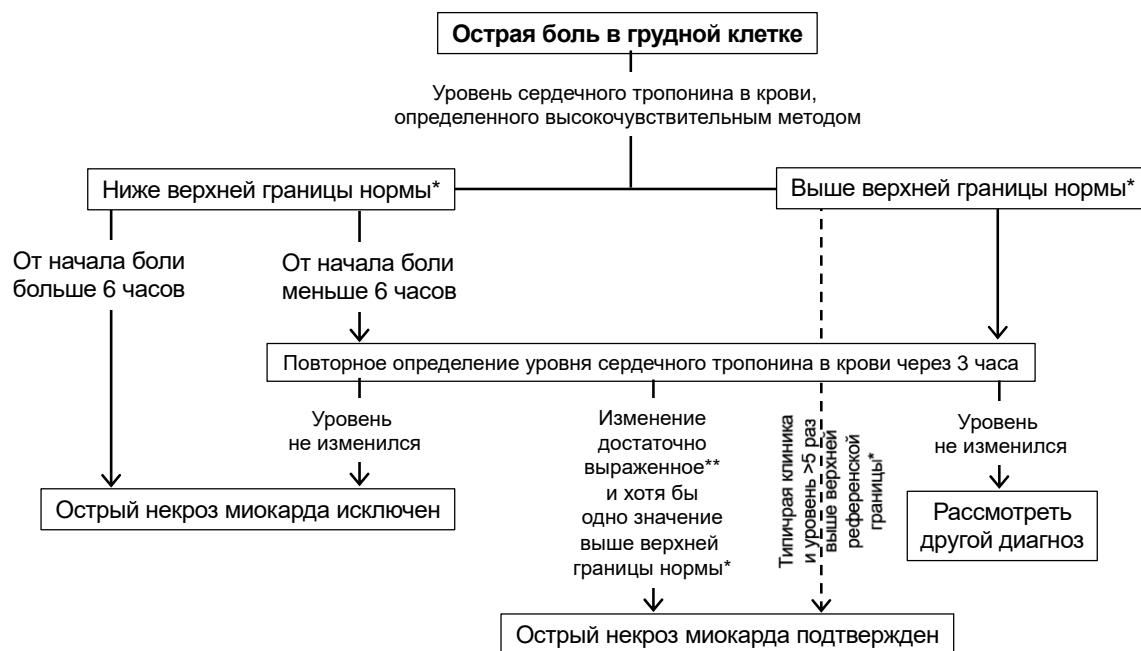 Острая боль в грудной клетке
Уровень сердечного тропонина в крови,
определенного высокочувствительным методом
Ниже верхней границы нормы*
Выше верхней границы нормы*
От начала боли
больше 6 часов
От начала боли
меньше 6 часов
Повторное определение уровня сердечного тропонина в крови через 3 часа
Уровень
не изменился
Изменение
достаточно
выраженное**
и хотя бы
одно значение
выше верхней
границы нормы*
Типичрая клиника
и уровень >5 раз
выше верхней
референской
границы*
Уровень
не изменился
Острый некроз миокарда исключен
Рассмотреть
другой диагноз
Острый некроз миокарда подтвержден